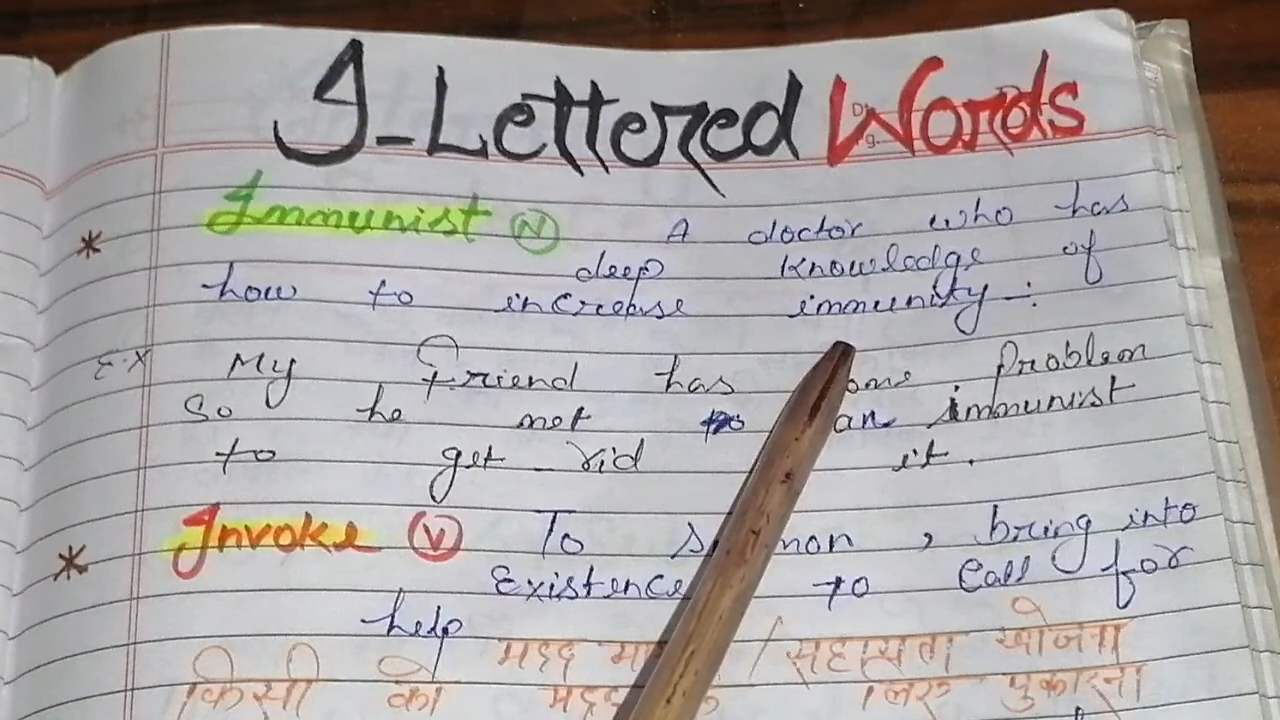 I-Lettered Words
Immunist (N) A doctor who has
deep knowledge of
how to increase immunity :
Ex My friend has problem
So he met an immunist
to get rid it.
Invoke (V) To , bring into
Existence to Call for
help
मदद / सहायता खोजना
किसी को लिए पुकारना